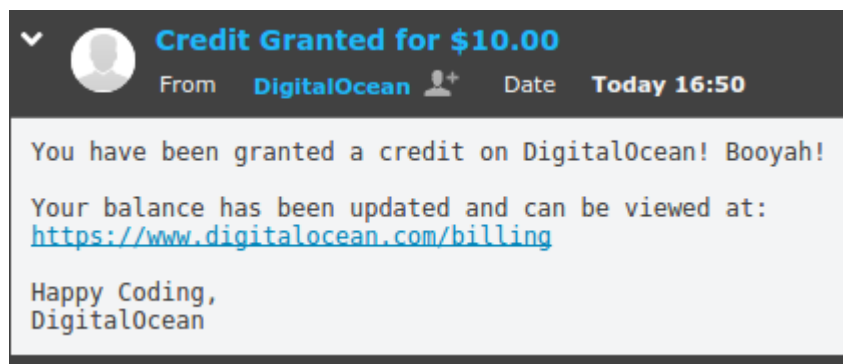 Credit Granted for $10.00
From DigitalOcean Date Today 16:50
You have been granted a credit on DigitalOcean! Booyah!
Your balance has been updated and can be viewed at:
https://www.digitalocean.com/billing
Happy Coding,
DigitalOcean